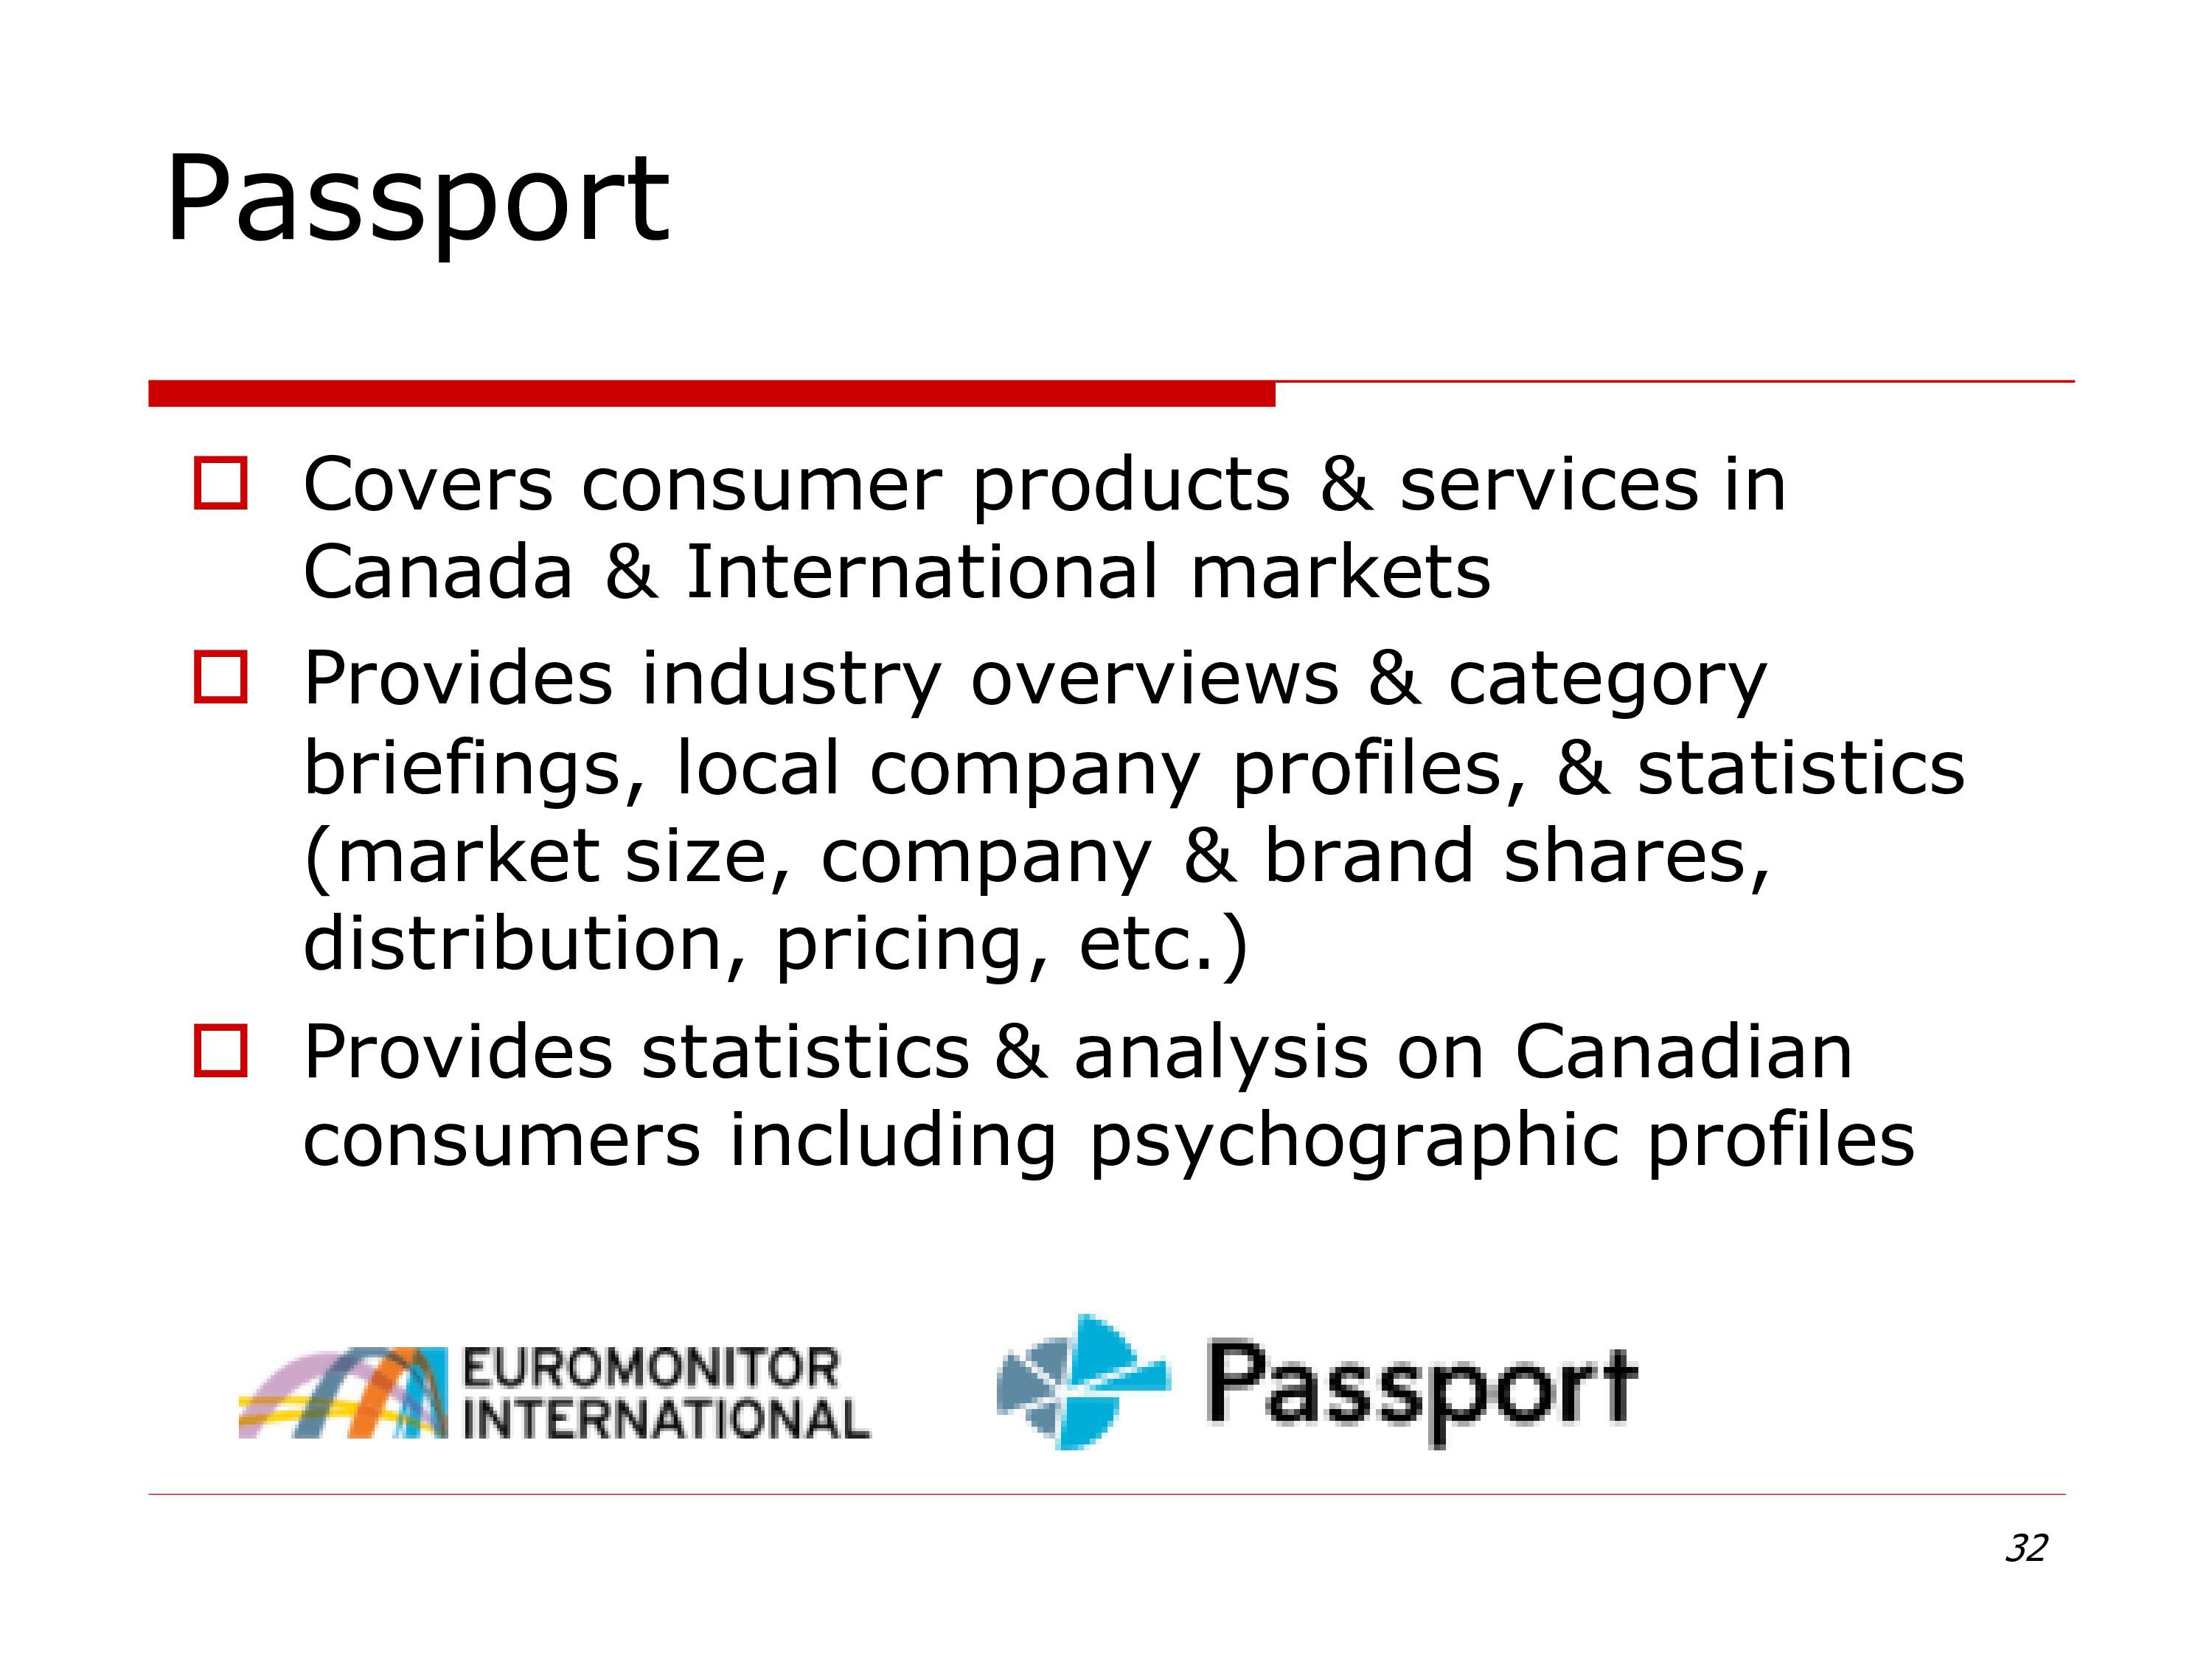 Passport
Covers consumer products & services in
Canada & International markets
Provides industry overviews & category
briefings, local company profiles, & statistics
(market size, company & brand shares,
distribution, pricing, etc.)
Provides statistics & analysis on Canadian
consumers including psychographic profiles
EUROMONITOR
INTERNATIONAL
Passport
32